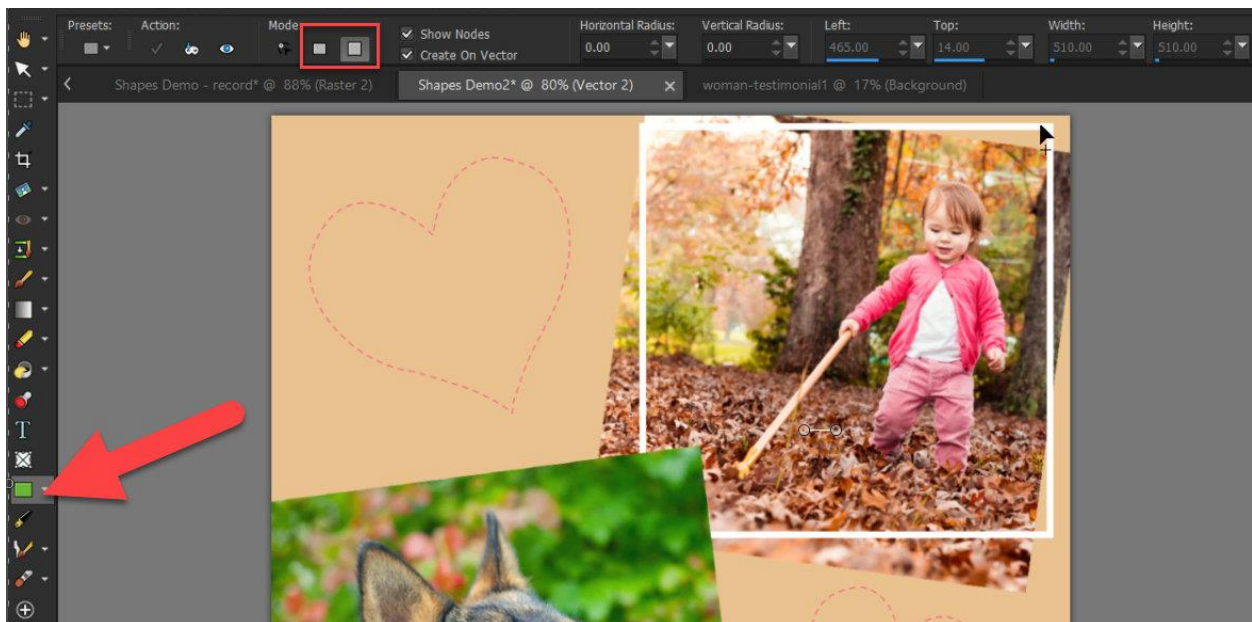 Presets: Action: Mode: Show Nodes Horizontal Radius: Vertical Radius: Left: Top: Width: Height:
Create On Vector 0.00 0.00 465.00 14.00 510.00 510.00
Shapes Demo - record* @ 88% (Raster 2) Shapes Demo2* @ 80% (Vector 2) × woman-testimonial1 @ 17% (Background)
T